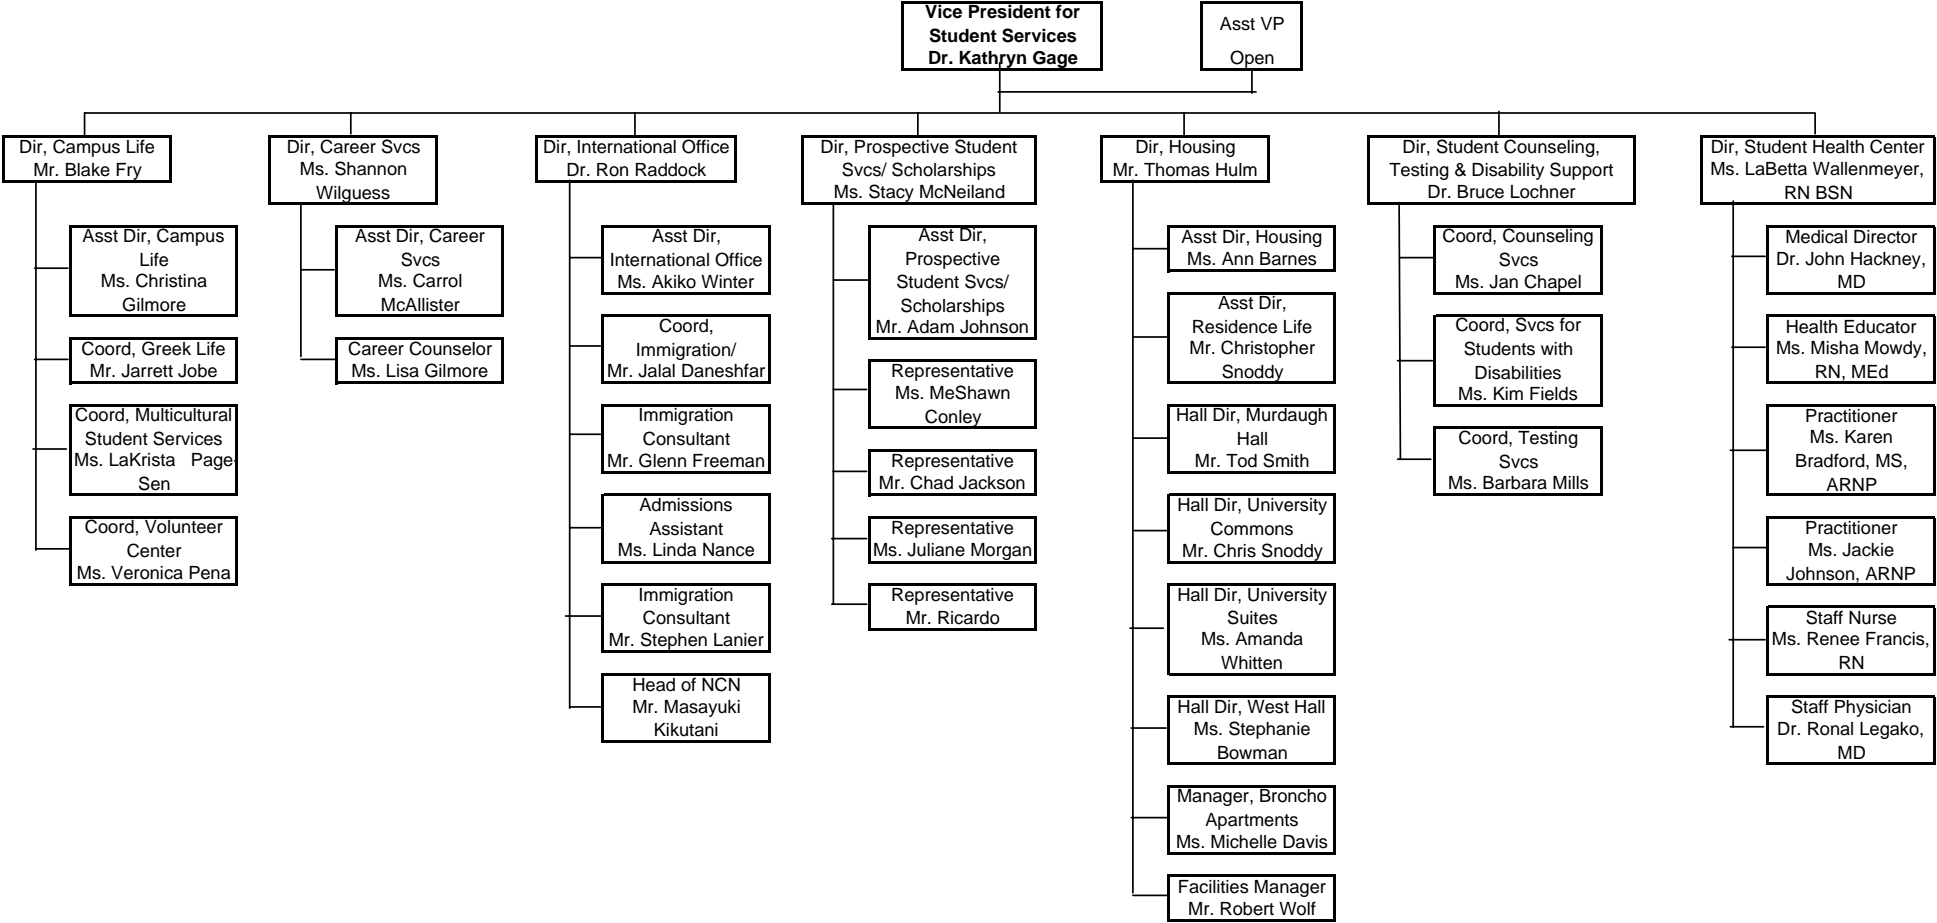 Vice President for
Student Services
Dr. Kathryn Gage
Asst VP
Open
Dir, Campus Life
Mr. Blake Fry
Asst Dir, Campus
Life
Ms. Christina
Gilmore
Coord, Greek Life
Mr. Jarrett Jobe
Coord, Multicultural
Student Services
Ms. LaKrista Page-
Sen
Coord, Volunteer
Center
Ms. Veronica Pena
Dir, Career Svcs
Ms. Shannon
Wilguess
Asst Dir, Career
Svcs
Ms. Carrol
McAllister
Career Counselor
Ms. Lisa Gilmore
Dir, International Office
Dr. Ron Raddock
Asst Dir,
International Office
Ms. Akiko Winter
Coord,
Immigration/
Mr. Jalal Daneshfar
Immigration
Consultant
Mr. Glenn Freeman
Admissions
Assistant
Ms. Linda Nance
Immigration
Consultant
Mr. Stephen Lanier
Head of NCN
Mr. Masayuki
Kikutani
Dir, Prospective Student
Svcs/ Scholarships
Ms. Stacy McNeiland
Asst Dir,
Prospective
Student Svcs/
Scholarships
Mr. Adam Johnson
Representative
Ms. MeShawn
Conley
Representative
Mr. Chad Jackson
Representative
Ms. Juliane Morgan
Representative
Mr. Ricardo
Dir, Housing
Mr. Thomas Hulm
Asst Dir, Housing
Ms. Ann Barnes
Asst Dir,
Residence Life
Mr. Christopher
Snoddy
Hall Dir, Murdaugh
Hall
Mr. Tod Smith
Hall Dir, University
Commons
Mr. Chris Snoddy
Hall Dir, University
Suites
Ms. Amanda
Whitten
Hall Dir, West Hall
Ms. Stephanie
Bowman
Manager, Broncho
Apartments
Ms. Michelle Davis
Facilities Manager
Mr. Robert Wolf
Dir, Student Counseling,
Testing & Disability Support
Dr. Bruce Lochner
Coord, Counseling
Svcs
Ms. Jan Chapel
Coord, Svcs for
Students with
Disabilities
Ms. Kim Fields
Coord, Testing
Svcs
Ms. Barbara Mills
Dir, Student Health Center
Ms. LaBetta Wallenmeyer,
RN BSN
Medical Director
Dr. John Hackney,
MD
Health Educator
Ms. Misha Mowdy,
RN, MEd
Practitioner
Ms. Karen
Bradford, MS,
ARNP
Practitioner
Ms. Jackie
Johnson, ARNP
Staff Nurse
Ms. Renee Francis,
RN
Staff Physician
Dr. Ronal Legako,
MD